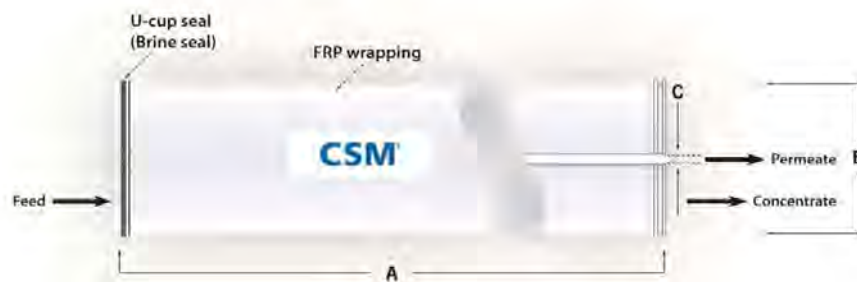 U-cup seal
(Brine seal)
FRP wrapping
CSM
C
Permeate
Feed
Concentrate
A